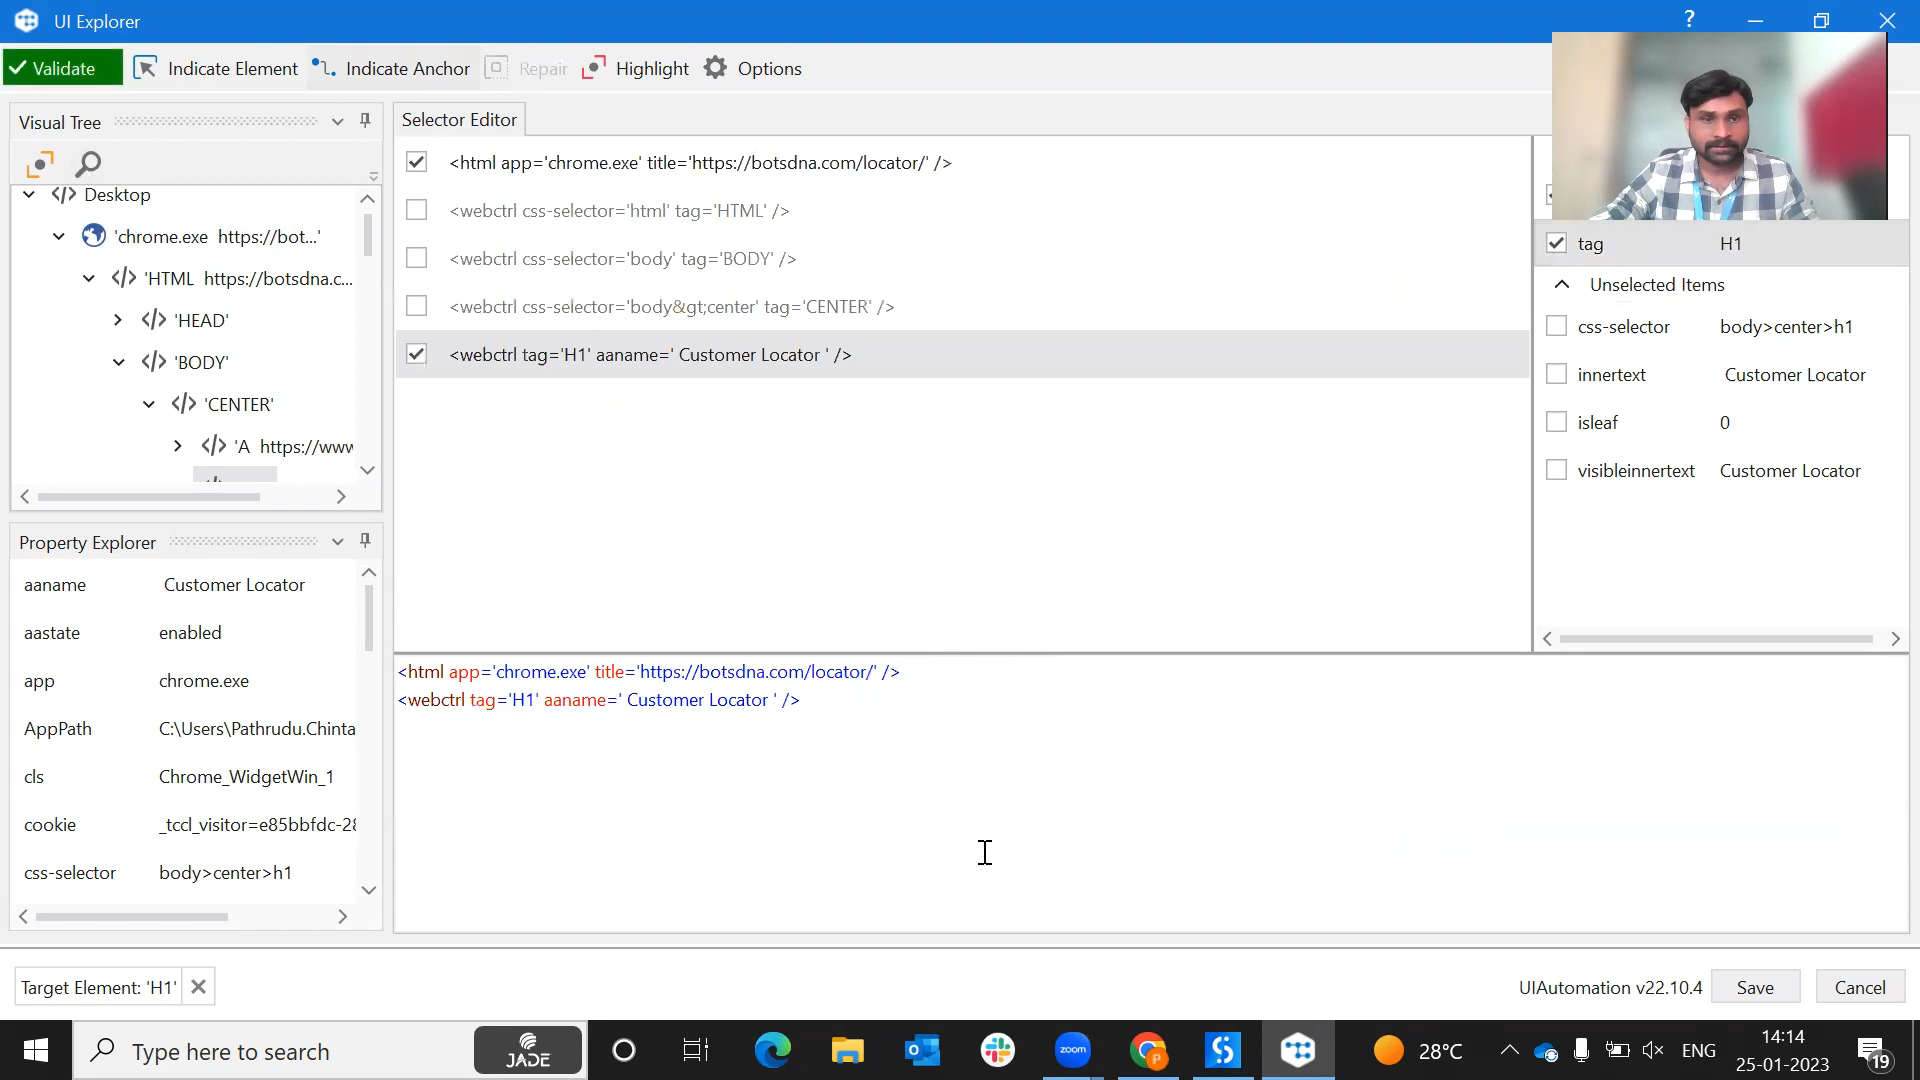 UI Explorer
?
Validate
Indicate Element
Indicate Anchor
Repair
Highlight
Options
Visual Tree
Desktop
'chrome.exe  https://bot...'
'HTML  https://botsdna.c...
'HEAD'
'BODY'
'CENTER'
'A  https://www
Selector Editor
<html app='chrome.exe' title='https://botsdna.com/locator/' />
<webctrl css-selector='html' tag='HTML' />
<webctrl css-selector='body' tag='BODY' />
<webctrl css-selector='body&gt;center' tag='CENTER' />
<webctrl tag='H1' aaname=' Customer Locator ' />
tag H1
Unselected Items
css-selector body>center>h1
innertext Customer Locator
isleaf 0
visibleinnertext Customer Locator
Property Explorer
aaname Customer Locator
aastate enabled
app chrome.exe
AppPath C:\Users\Pathrudu.Chinta
cls Chrome_WidgetWin_1
cookie _tccl_visitor=e85bbfdc-28
css-selector body>center>h1
<html app='chrome.exe' title='https://botsdna.com/locator/' />
<webctrl tag='H1' aaname=' Customer Locator ' />
Target Element: 'H1'
UIAutomation v22.10.4
Save
Cancel
Type here to search
JADE
zoom
P
28°C
ENG
14:14
25-01-2023
19